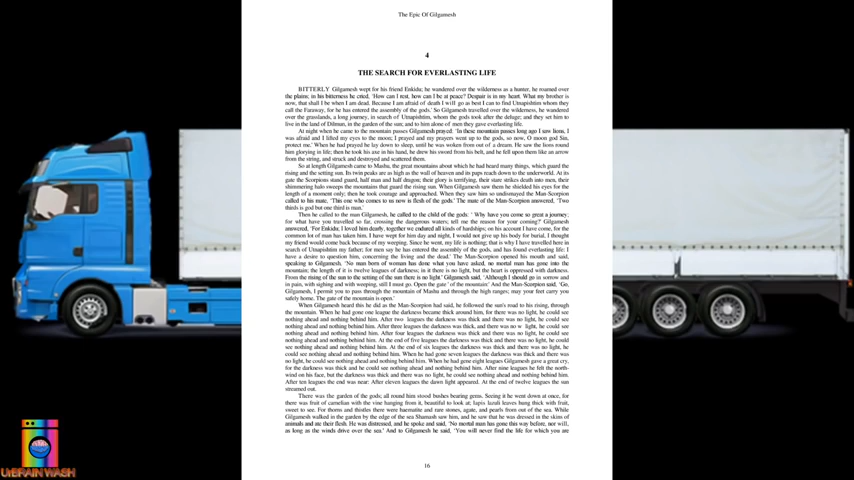 The Epic Of Gilgamesh
4
THE SEARCH FOR EVERLASTING LIFE
BITTERLY Gilgamesh wept for his friend Enkidu; he wandered over the wilderness as a hunter, he roamed over
the plains; in his bitterness he cried, 'How can I rest, how can I be at peace? Despair is in my heart. What my brother is
now, that shall I be when I am dead. Because I am afraid of death I will go as best I can to find Utnapishtim whom they
call the Faraway, for he has entered the assembly of the gods.' So Gilgamesh travelled over the wilderness, he wandered
over the grasslands, a long journey, in search of Utnapishtim, whom the gods took after the deluge; and they set him to
live in the land of Dilmun, in the garden of the sun; and to him alone of men they gave everlasting life.
At night when he came to the mountain passes Gilgamesh prayed: 'In these mountain passes long ago I saw lions, I
was afraid and I lifted my eyes to the moon; I prayed and my prayers went up to the gods, so now, O moon god Sin,
protect me.' When he had prayed he lay down to sleep, until he was woken from out of a dream. He saw the lions round
him glorying in life; then he took his axe in his hand, he drew his sword from his belt, and he fell upon them like an arrow
from the string, and struck and destroyed and scattered them.
So at length Gilgamesh came to Mashu, the great mountains about which he had heard many things, which guard the
rising and the setting sun. Its twin peaks are as high as the wall of heaven and its paps reach down to the underworld. At its
gate the Scorpions stand guard, half man and half dragon; their glory is terrifying, their stare strikes death into men, their
shimmering halo sweeps the mountains that guard the rising sun. When Gilgamesh saw them he shielded his eyes for the
length of a moment only; then he took courage and approached. When they saw him so undismayed the Man-Scorpion
called to his mate, 'This one who comes to us now is flesh of the gods.' The mate of the Man-Scorpion answered, 'Two
thirds is god but one third is man.'
Then he called to the man Gilgamesh, he called to the child of the gods: ' Why have you come so great a journey;
for what have you travelled so far, crossing the dangerous waters; tell me the reason for your coming?' Gilgamesh
answered, 'For Enkidu; I loved him dearly, together we endured all kinds of hardships; on his account I have come, for the
common lot of man has taken him. I have wept for him day and night, I would not give up his body for burial, I thought
my friend would come back because of my weeping. Since he went, my life is nothing; that is why I have travelled here in
search of Utnapishtim my father; for men say he has entered the assembly of the gods, and has found everlasting life: I
have a desire to question him, concerning the living and the dead.' The Man-Scorpion opened his mouth and said,
speaking to Gilgamesh, 'No man born of woman has done what you have asked, no mortal man has gone into the
mountain; the length of it is twelve leagues of darkness; in it there is no light, but the heart is oppressed with darkness.
From the rising of the sun to the setting of the sun there is no light.' Gilgamesh said, 'Although I should go in sorrow and
in pain, with sighing and with weeping, still I must go. Open the gate ' of the mountain:' And the Man-Scorpion said, 'Go,
Gilgamesh, I permit you to pass through the mountain of Mashu and through the high ranges; may your feet carry you
safely home. The gate of the mountain is open.'
When Gilgamesh heard this he did as the Man-Scorpion had said, he followed the sun's road to his rising, through
the mountain. When he had gone one league the darkness became thick around him, for there was no light, he could see
nothing ahead and nothing behind him. After two leagues the darkness was thick and there was no light, he could see
nothing ahead and nothing behind him. After three leagues the darkness was thick, and there was no light, he could see
nothing ahead and nothing behind him. After four leagues the darkness was thick and there was no light, he could see
nothing ahead and nothing behind him. At the end of five leagues the darkness was thick and there was no light, he could
see nothing ahead and nothing behind him. At the end of six leagues the darkness was thick and there was no light, he
could see nothing ahead and nothing behind him. When he had gone seven leagues the darkness was thick and there was
no light, he could see nothing ahead and nothing behind him. When he had gone eight leagues Gilgamesh gave a great cry,
for the darkness was thick and he could see nothing ahead and nothing behind him. After nine leagues he felt the north-
wind on his face, but the darkness was thick and there was no light, he could see nothing ahead and nothing behind him.
After ten leagues the end was near: After eleven leagues the dawn light appeared. At the end of twelve leagues the sun
streamed out.
There was the garden of the gods; all round him stood bushes bearing gems. Seeing it he went down at once, for
there was fruit of carnelian with the vine hanging from it, beautiful to look at; lapis lazuli leaves hung thick with fruit,
sweet to see. For thorns and thistles there were haematite and rare stones, agate, and pearls from out of the sea. While
Gilgamesh walked in the garden by the edge of the sea Shamash saw him, and he saw that he was dressed in the skins of
animals and ate their flesh. He was distressed, and he spoke and said, 'No mortal man has gone this way before, nor will,
as long as the winds drive over the sea.' And to Gilgamesh he said, 'You will never find the life for which you are
16
UrBRAIN WASH